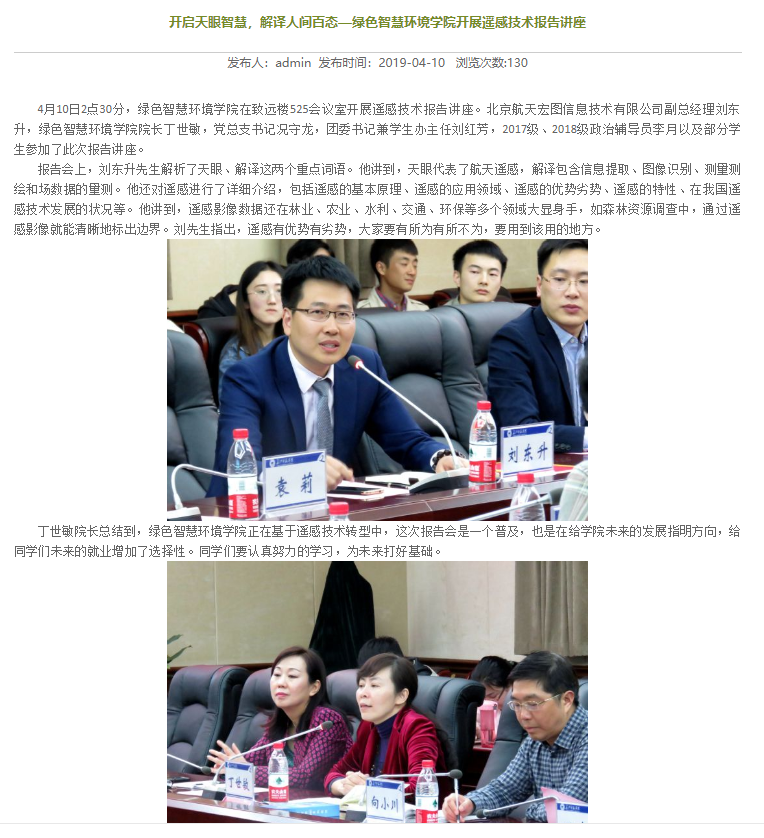 开启天眼智慧，解译人间百态—绿色智慧环境学院开展遥感技术报告讲座
发布人：admin 发布时间：2019-04-10 浏览次数:130
4月10日2点30分，绿色智慧环境学院在致远楼525会议室开展遥感技术报告讲座。北京航天宏图信息技术有限公司副总经理刘东
升，绿色智慧环境学院院长丁世敏，党总支书记况守龙，团委书记兼学生办主任刘红芳，2017级、2018级政治辅导员李月以及部分学
生参加了此次报告讲座。
报告会上，刘东升先生解析了天眼、解译这两个重点词语。他讲到，天眼代表了航天遥感，解译包含信息提取、图像识别、测量测
绘和场数据的量测。他还对遥感进行了详细介绍，包括遥感的基本原理、遥感的应用领域、遥感的优势劣势、遥感的特性、在我国遥
感技术发展的状况等。他讲到，遥感影像数据还在林业、农业、水利、交通、环保等多个领域大显身手，如森林资源调查中，通过遥
感影像就能清晰地标出边界。刘先生指出，遥感有优势有劣势，大家要有所为有所不为，要用到该用的地方。
袁莉
刘东升
丁世敏院长总结到，绿色智慧环境学院正在基于遥感技术转型中，这次报告会是一个普及，也是在给学院未来的发展指明方向，给
同学们未来的就业增加了选择性。同学们要认真努力的学习，为未来打好基础。
丁世敏
向小川